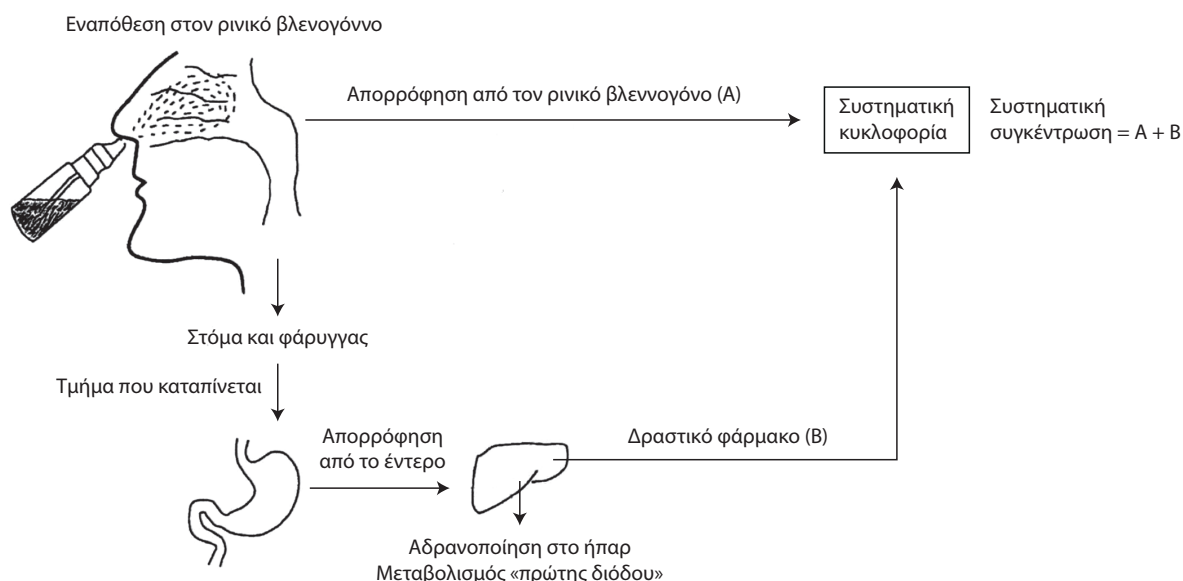 Εναπόθεση στον ρινικό βλενογόννο
Απορρόφηση από τον ρινικό βλεννογόνο (Α)
Συστηματική
κυκλοφορία
Συστηματική
συγκέντρωση = Α + Β
Στόμα και φάρυγγας
Τμήμα που καταπίνεται
Απορρόφηση
από το έντερο
Δραστικό φάρμακο (Β)
Αδρανοποίηση στο ήπαρ
Μεταβολισμός «πρώτης διόδου»